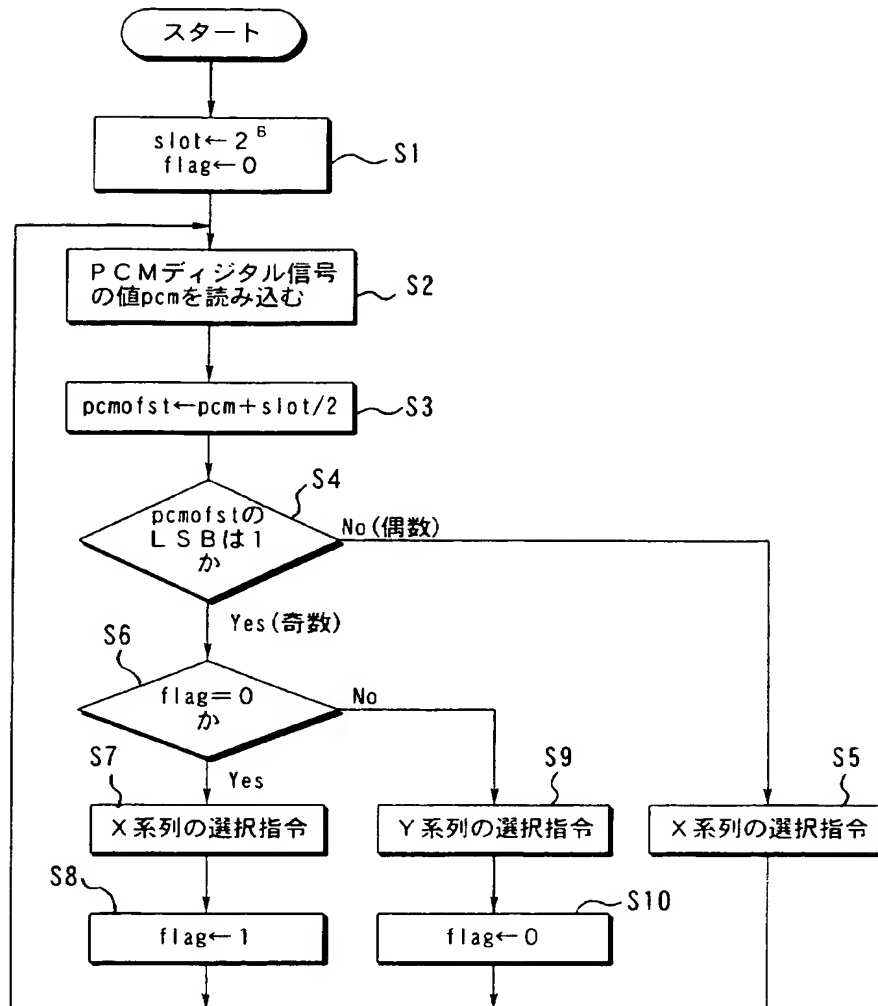 スタート
slot←2^B
flag←0
S1
PCMディジタル信号
の値pcmを読み込む
S2
pcmofst←pcm+slot/2
S3
S4
pcmofstの
LSBは1
か
No(偶数)
Yes(奇数)
S6
flag=0
か
No
Yes
S7
X系列の選択指令
S9
Y系列の選択指令
S5
X系列の選択指令
S8
flag←1
S10
flag←0